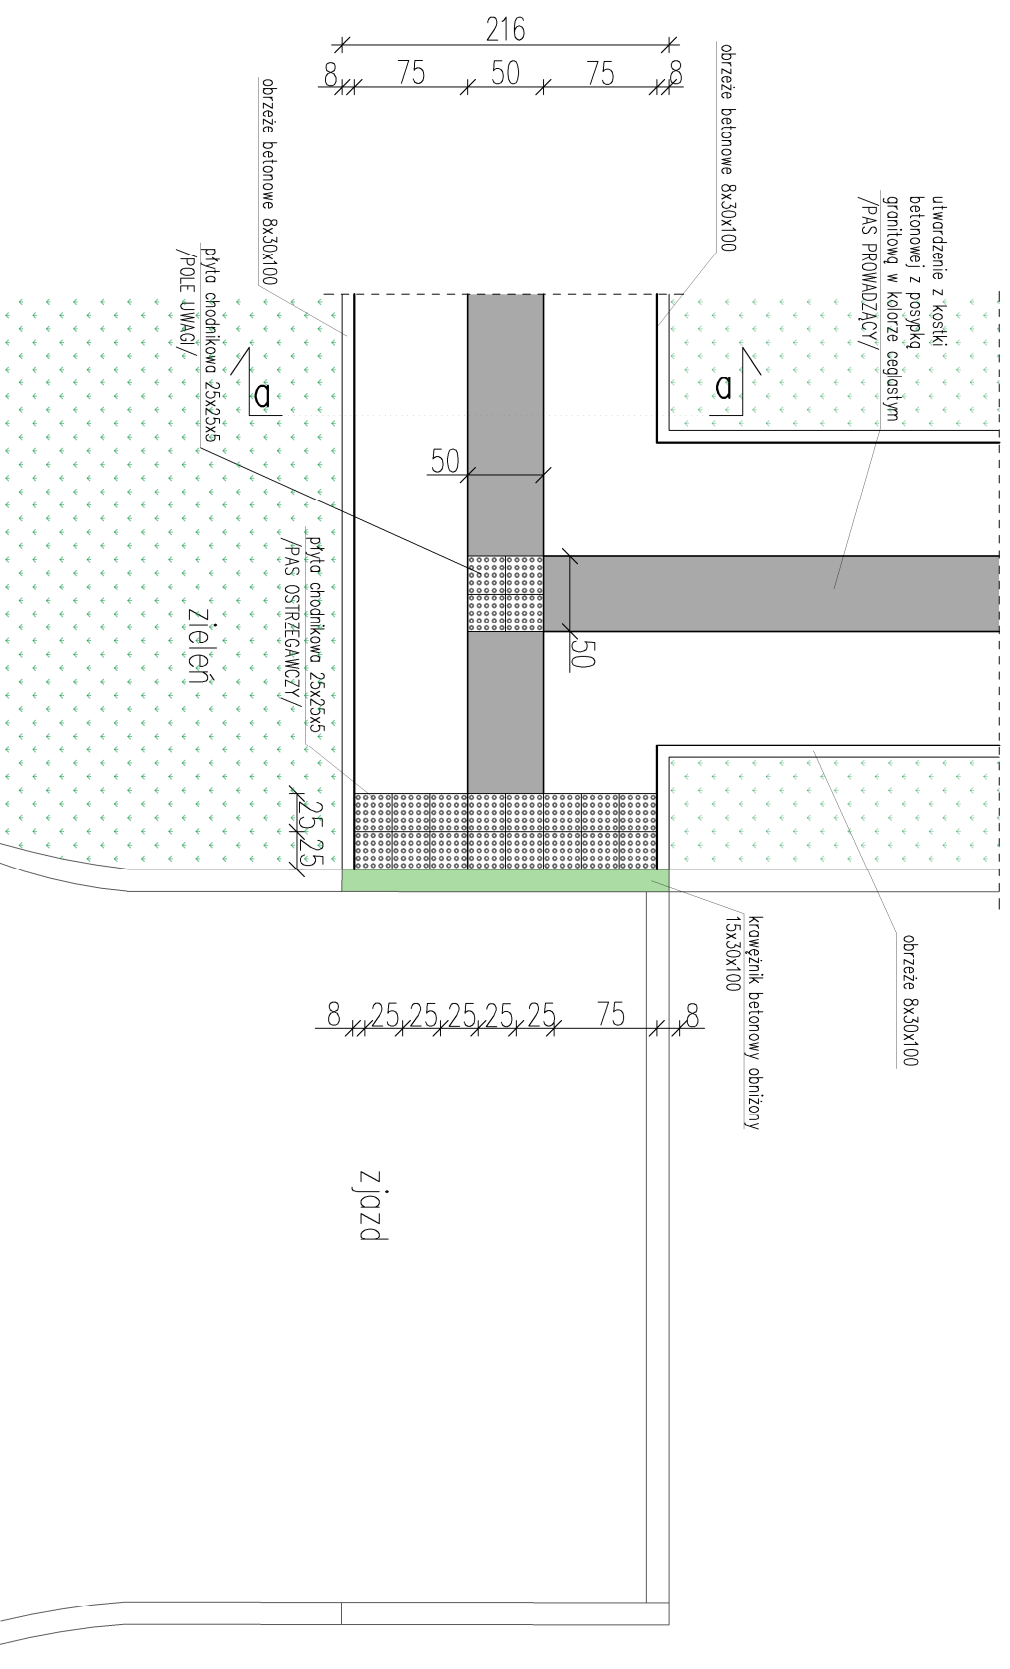 216
8
75
50
75
8
obrzeże betonowe 8x30x100
obrzeże betonowe 8x30x100
utwardzenie z kostki
betonowej z posypką
granitową w kolorze ceglastym
/PAS PROWADZĄCY/
płyta chodnikowa 25x25x5
/POLE UWAGI/
a
a
50
50
płyta chodnikowa 25x25x5
/PAS OSTRZEGAWCZY/
zieleń
25
25
krawężnik betonowy obniżony
15x30x100
obrzeże 8x30x100
8
25
25
25
25
25
75
8
zjazd